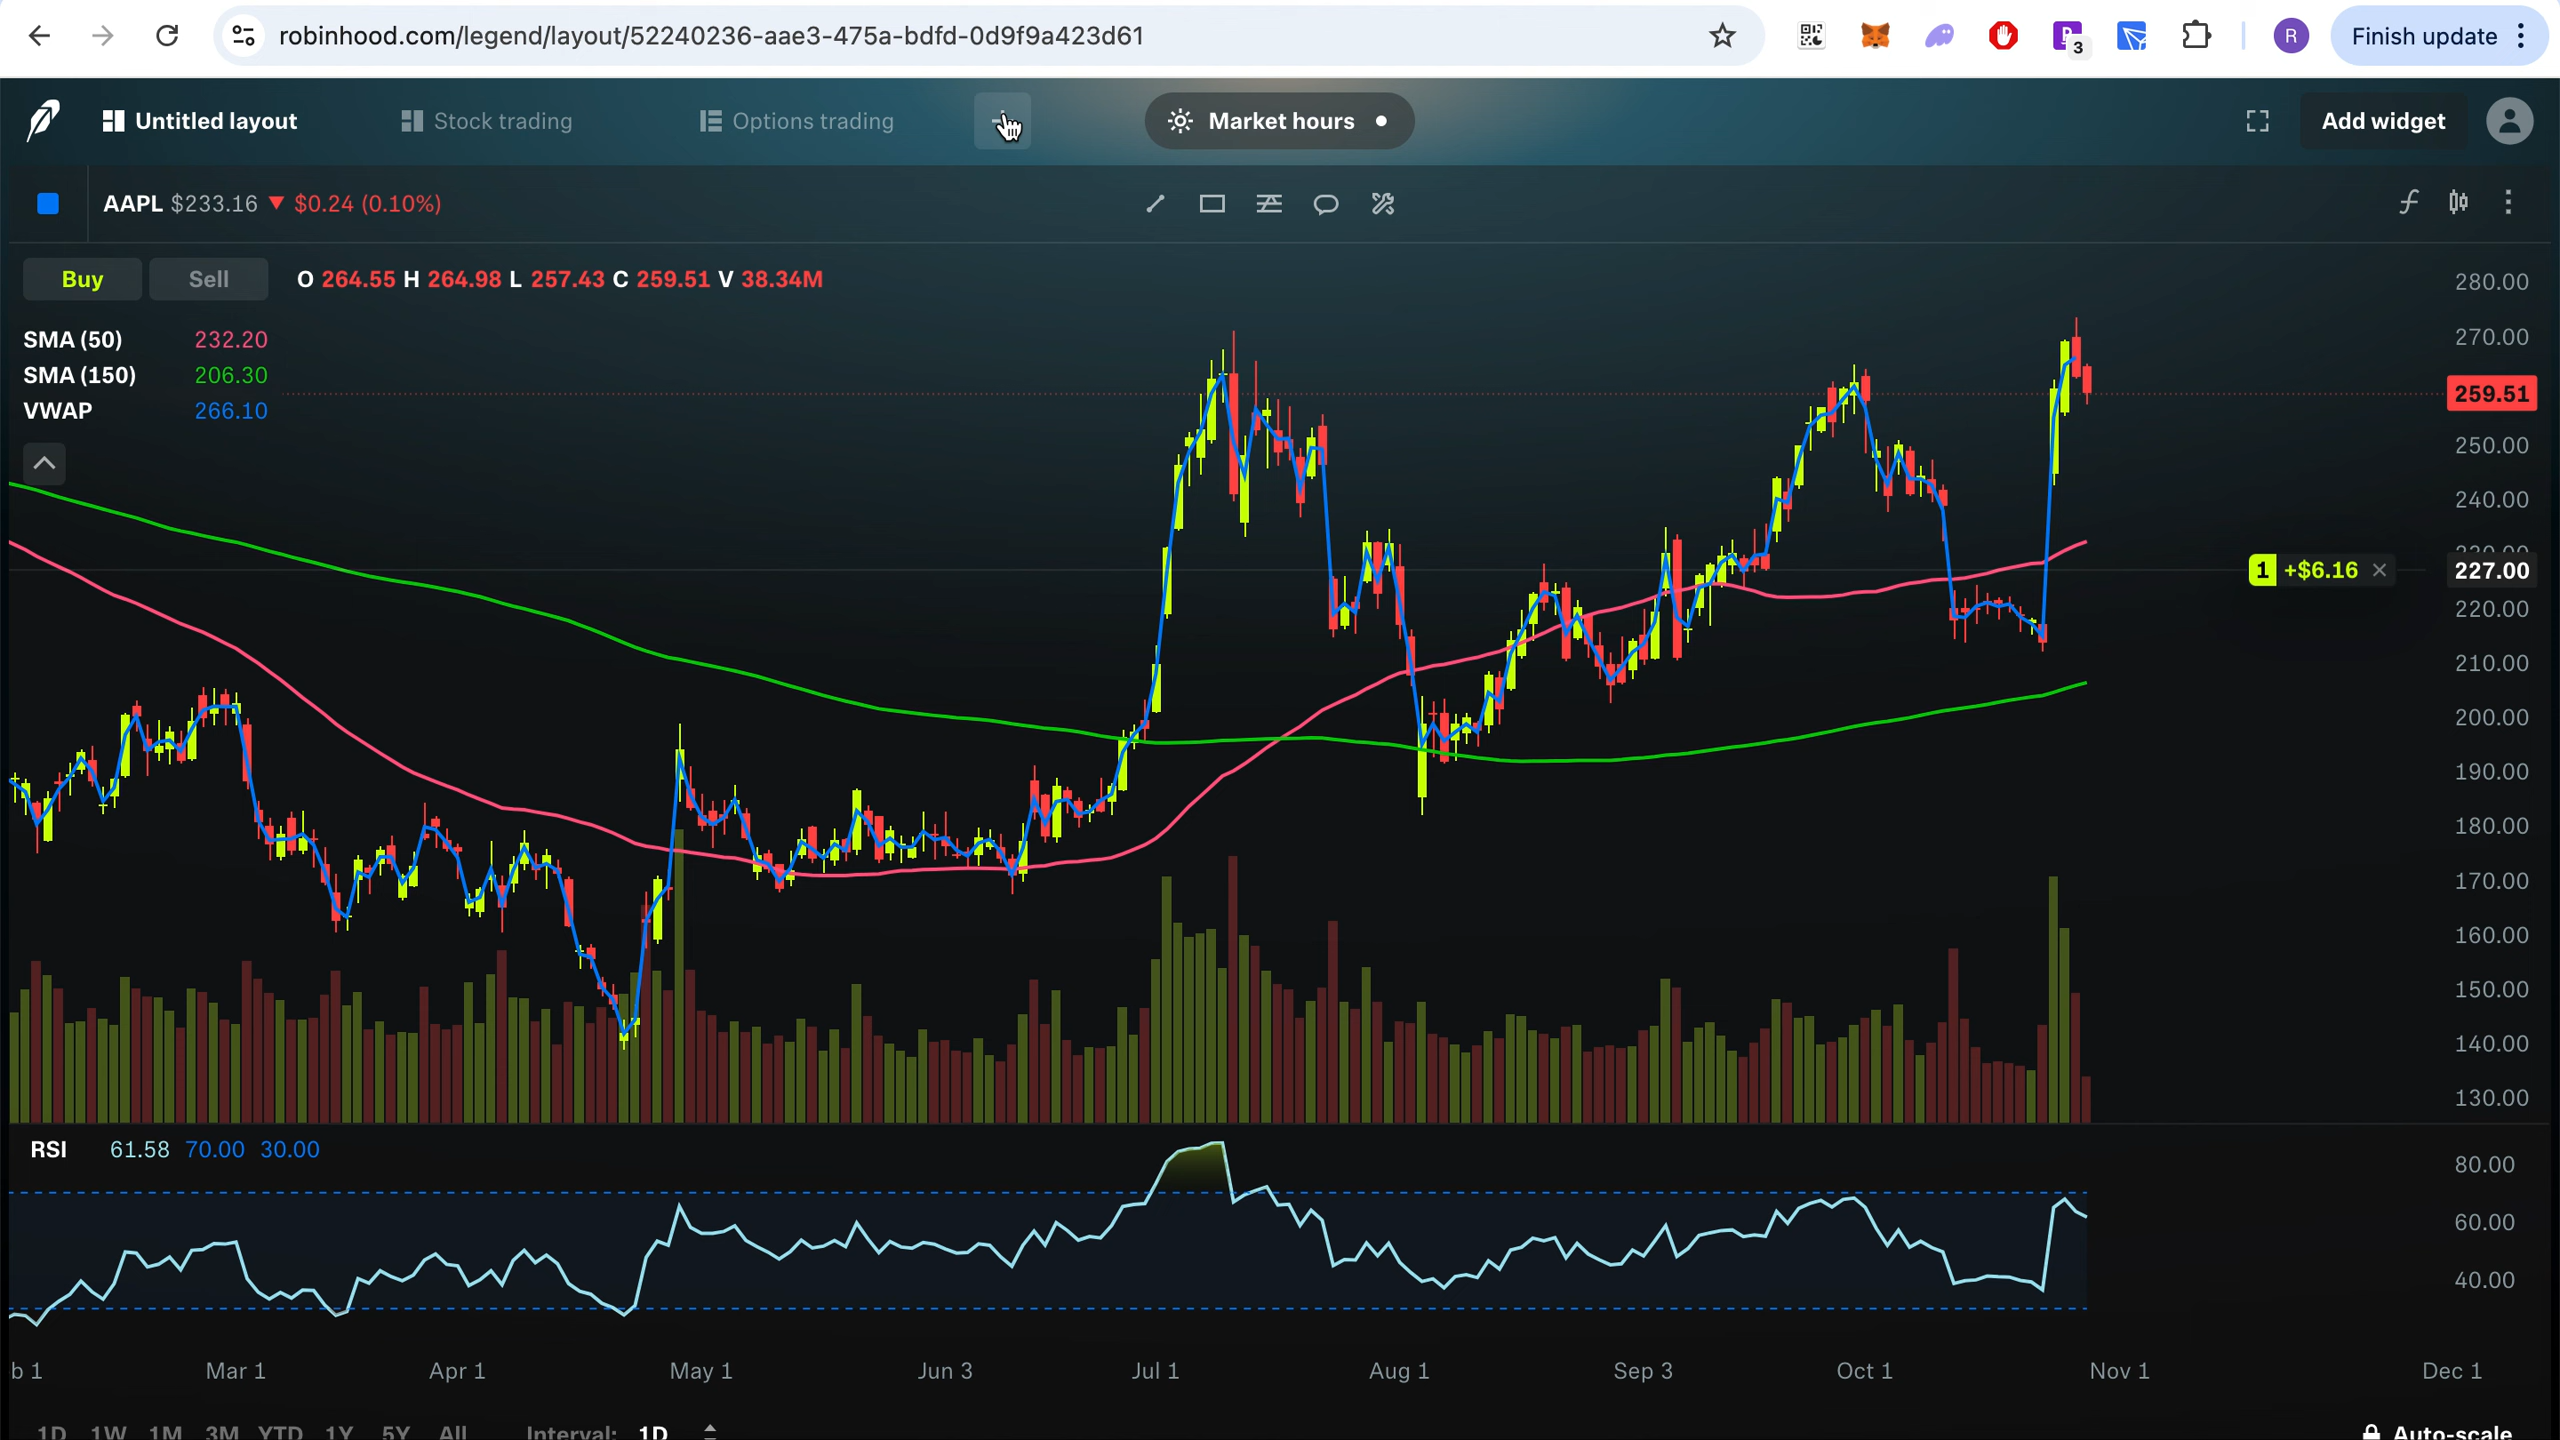 robinhood.com/legend/layout/52240236-aae3-475a-bdfd-0d9f9a423d61
3
R
Finish update
Untitled layout
Stock trading
Options trading
Market hours
Add widget
AAPL $233.16 ▼ $0.24 (0.10%)
Buy
Sell
O 264.55 H 264.98 L 257.43 C 259.51 V 38.34M
SMA (50) 232.20
SMA (150) 206.30
VWAP 266.10
280.00
270.00
259.51
250.00
240.00
230.00
1 +$6.16 ×
227.00
220.00
210.00
200.00
190.00
180.00
170.00
160.00
150.00
140.00
130.00
RSI 61.58 70.00 30.00
80.00
60.00
40.00
b 1
Mar 1
Apr 1
May 1
Jun 3
Jul 1
Aug 1
Sep 3
Oct 1
Nov 1
Dec 1
1D 1W 1M 3M YTD 1Y 5Y All Interval: 1D
Auto-scale